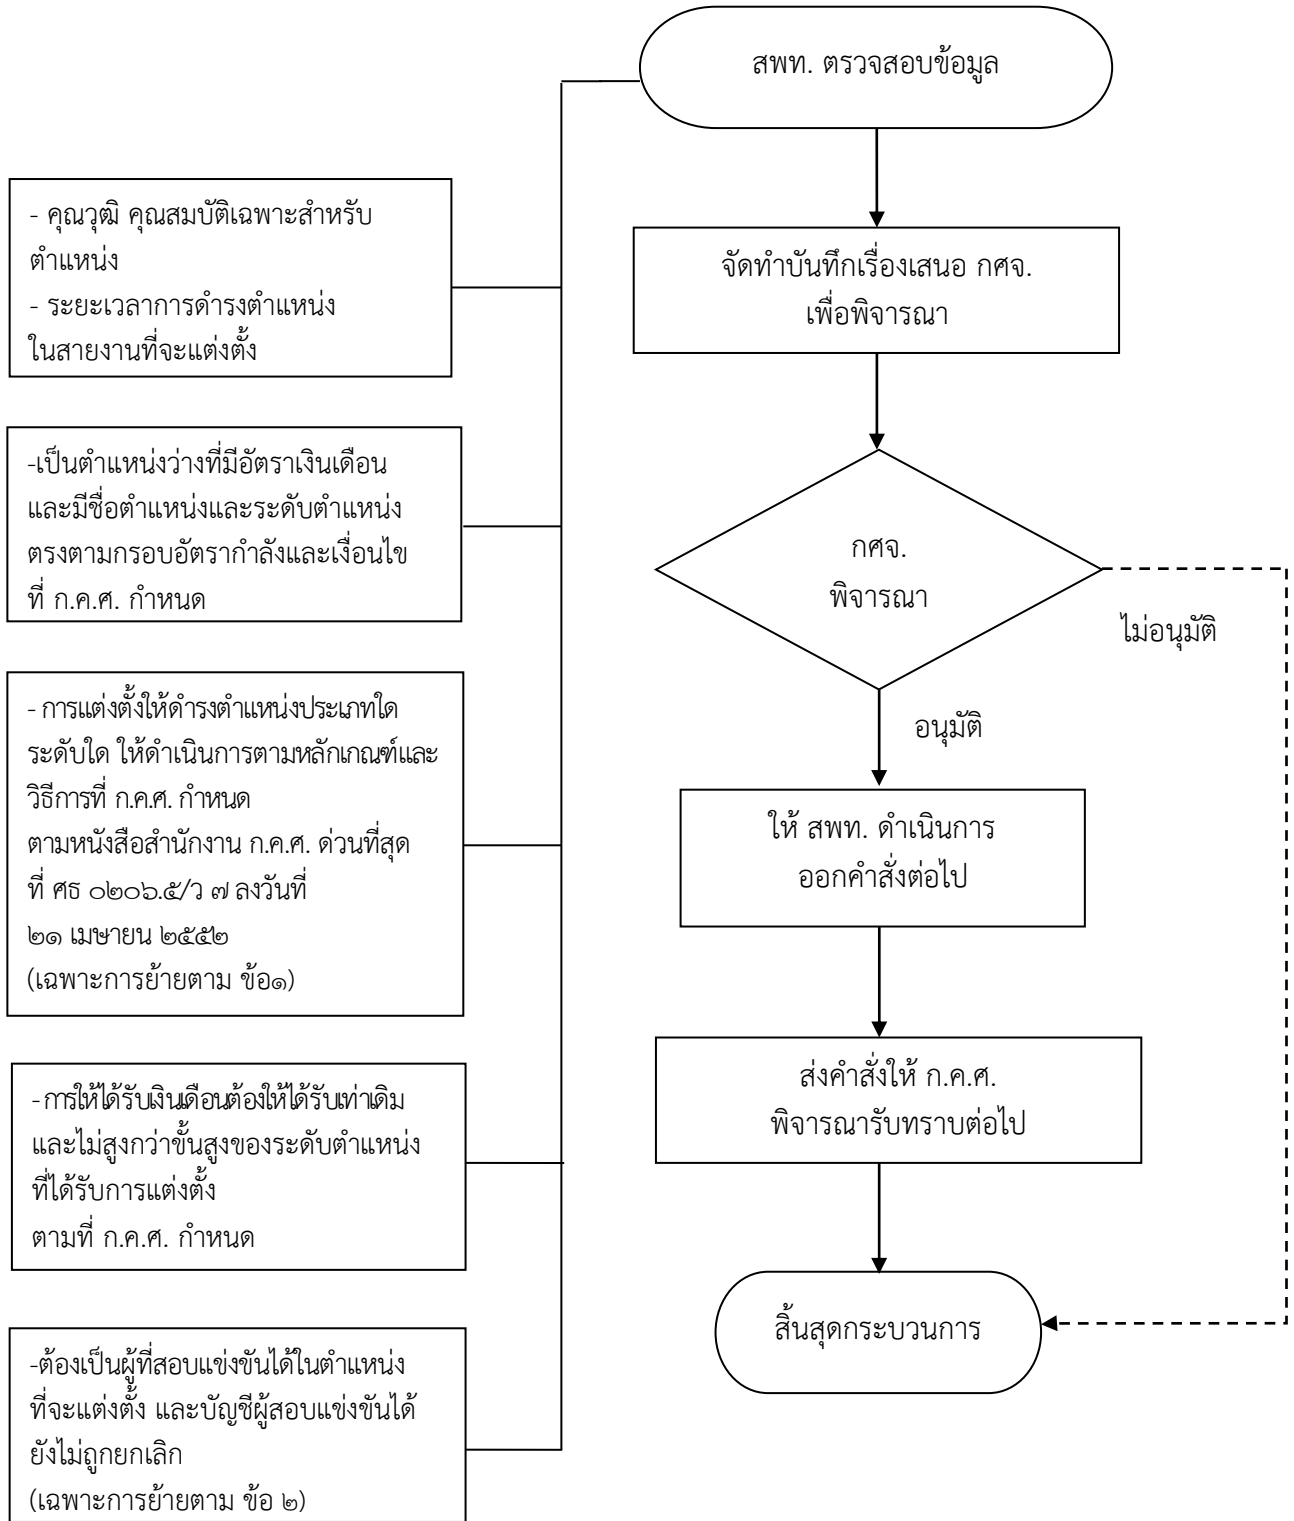 สพท. ตรวจสอบข้อมูล
- คุณวุฒิ คุณสมบัติเฉพาะสำหรับ
ตำแหน่ง
- ระยะเวลาการดำรงตำแหน่ง
ในสายงานที่จะแต่งตั้ง
จัดทำบันทึกเรื่องเสนอ กศจ.
เพื่อพิจารณา
-เป็นตำแหน่งว่างที่มีอัตราเงินเดือน
และมีชื่อตำแหน่งและระดับตำแหน่ง
ตรงตามกรอบอัตรากำลังและเงื่อนไข
ที่ ก.ค.ศ. กำหนด
กศจ.
พิจารณา
ไม่อนุมัติ
อนุมัติ
- การแต่งตั้งให้ดำรงตำแหน่งประเภทใด
ระดับใด ให้ดำเนินการตามหลักเกณฑ์และ
วิธีการที่ ก.ค.ศ. กำหนด
ตามหนังสือสำนักงาน ก.ค.ศ. ด่วนที่สุด
ที่ ศธ ๐๒๐๖.๕/ว ๗ ลงวันที่
๒๑ เมษายน ๒๕๕๒
(เฉพาะการย้ายตาม ข้อ๑)
ให้ สพท. ดำเนินการ
ออกคำสั่งต่อไป
ส่งคำสั่งให้ ก.ค.ศ.
พิจารณารับทราบต่อไป
- การให้ได้รับเงินเดือนต้องให้ได้รับเท่าเดิม
และไม่สูงกว่าขั้นสูงของระดับตำแหน่ง
ที่ได้รับการแต่งตั้ง
ตามที่ ก.ค.ศ. กำหนด
สิ้นสุดกระบวนการ
-ต้องเป็นผู้ที่สอบแข่งขันได้ในตำแหน่ง
ที่จะแต่งตั้ง และบัญชีผู้สอบแข่งขันได้
ยังไม่ถูกยกเลิก
(เฉพาะการย้ายตาม ข้อ ๒)